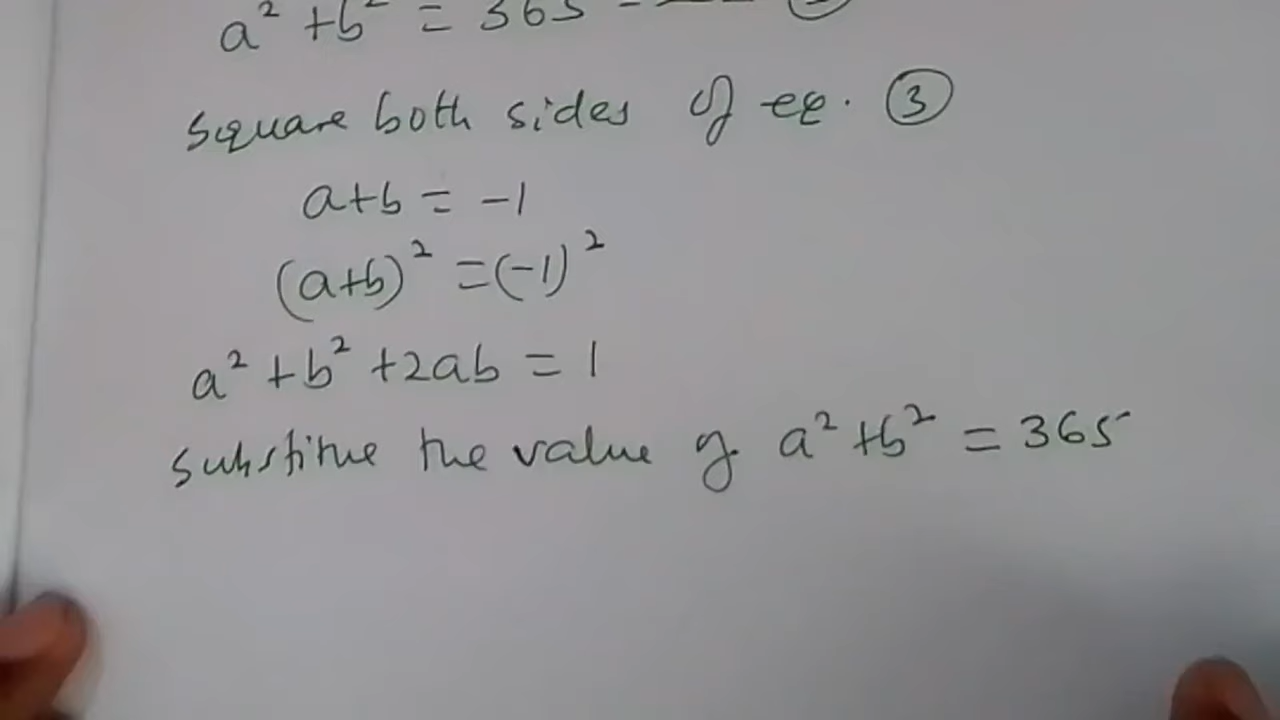 a² + b² = 365
square both sides of eq. ③
a+b = -1
(a+b)² = (-1)²
a² + b² + 2ab = 1
substitue the value of a² + b² = 365